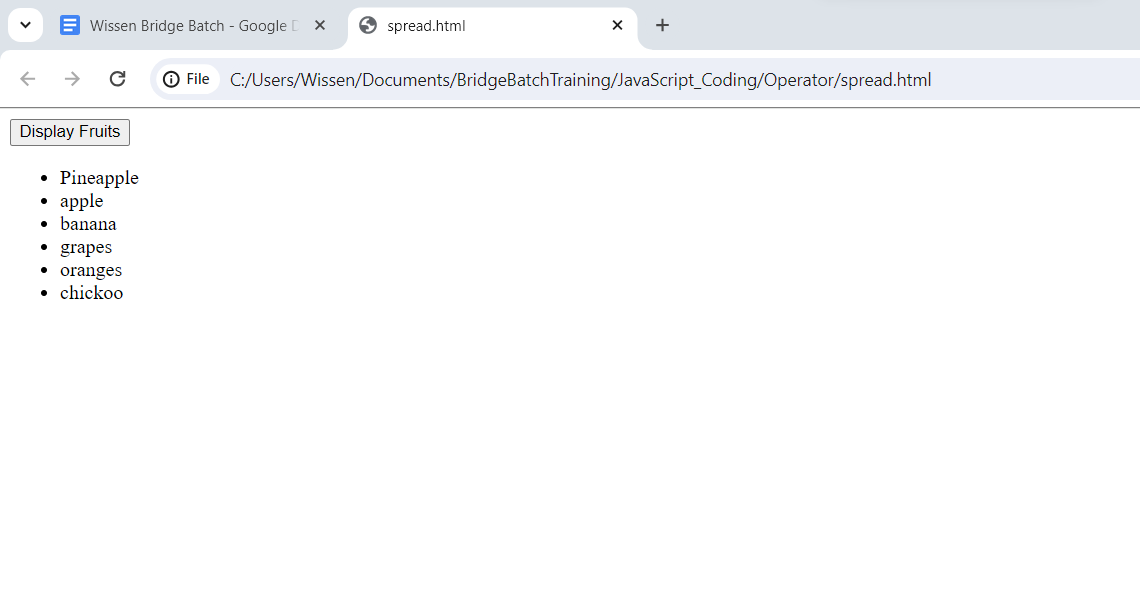 Wissen Bridge Batch - Google D
spread.html
File
C:/Users/Wissen/Documents/BridgeBatchTraining/JavaScript_Coding/Operator/spread.html
Display Fruits
Pineapple
apple
banana
grapes
oranges
chickoo